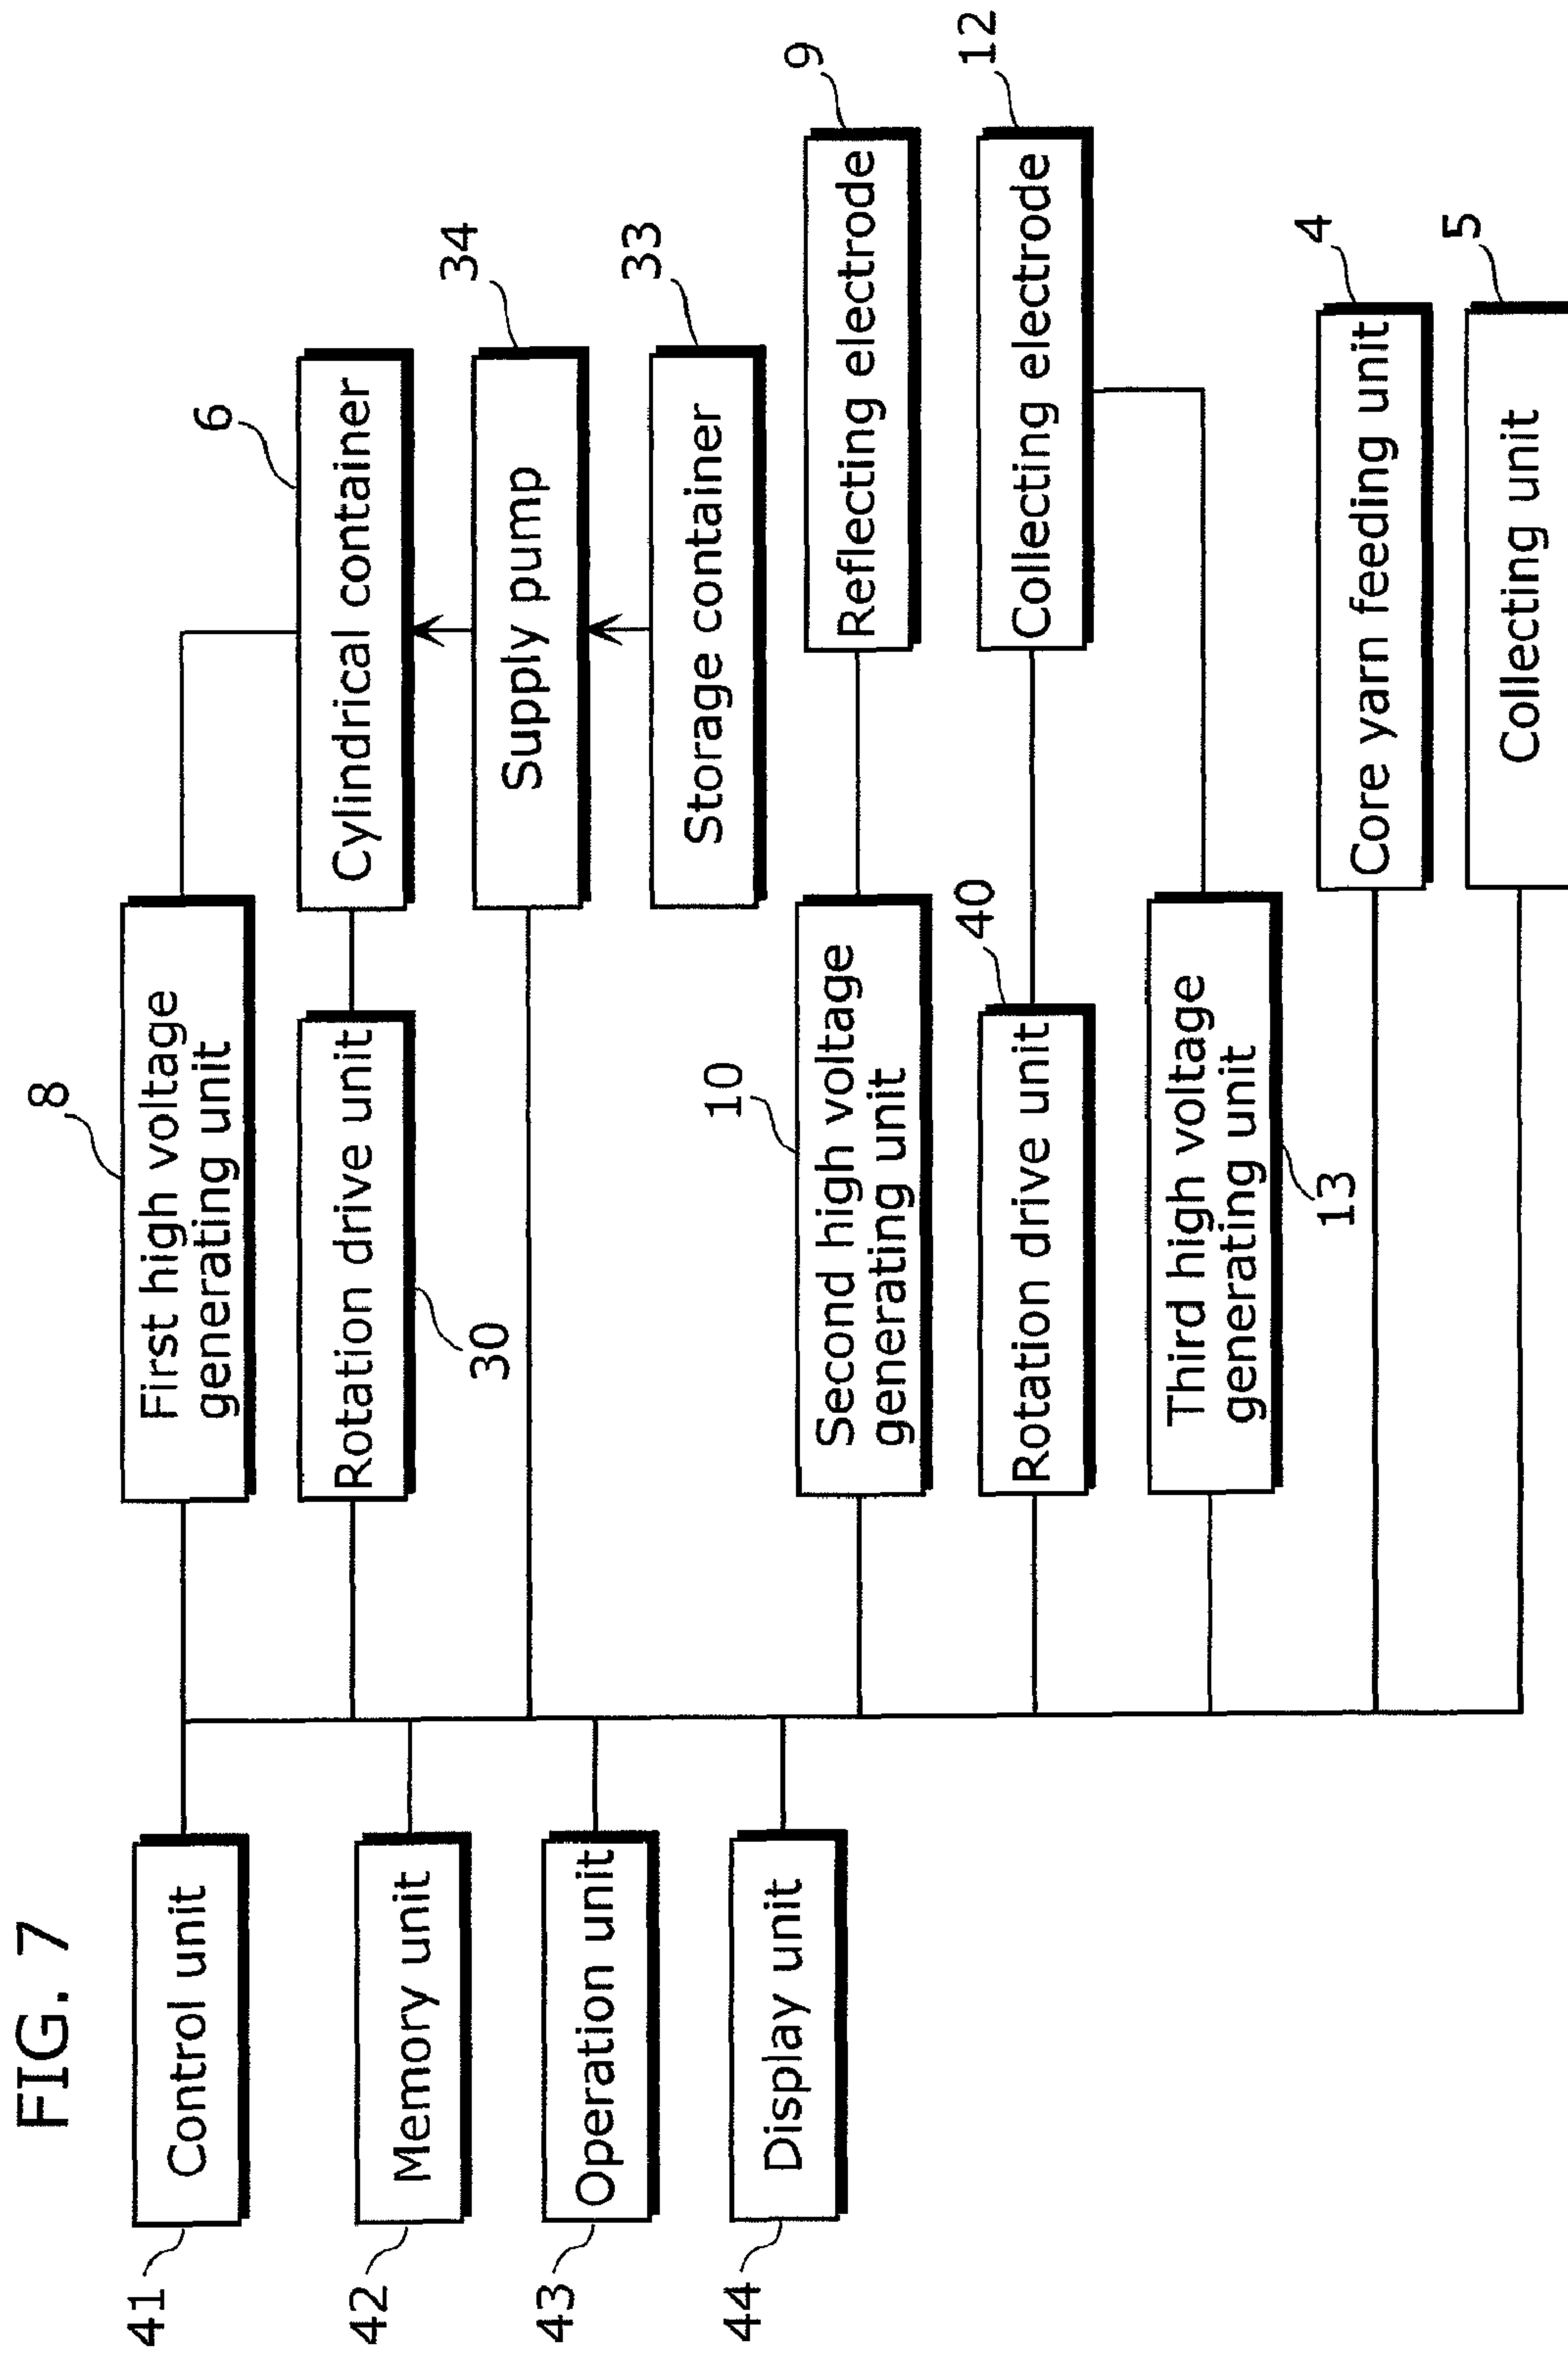 FIG. 7
41
Control unit
42
Memory unit
43
Operation unit
44
Display unit
8
First high voltage
generating unit
Rotation drive unit
30
6
Cylindrical container
34
Supply pump
33
Storage container
10
Second high voltage
generating unit
9
Reflecting electrode
40
Rotation drive unit
12
Collecting electrode
Third high voltage
generating unit
13
4
Core yarn feeding unit
5
Collecting unit